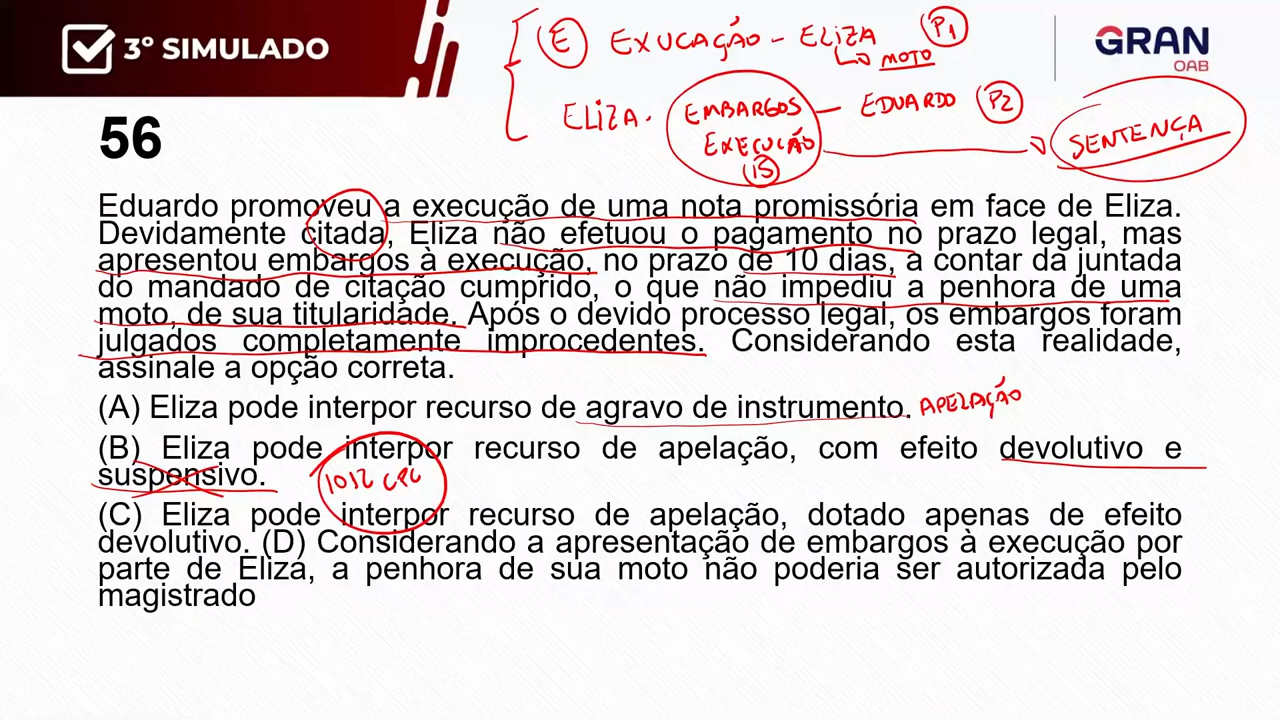 3º SIMULADO
E EXUCAÇÃO - ELIZA P1
MOTO
GRAN
OAB
ELIZA. EMBARGOS EXECUÇÃO - EDUARDO P2
15
SENTENÇA
56
Eduardo promoveu a execução de uma nota promissória em face de Eliza.
Devidamente citada, Eliza não efetuou o pagamento no prazo legal, mas
apresentou embargos à execução, no prazo de 10 dias, a contar da juntada
do mandado de citação cumprido, o que não impediu a penhora de uma
moto, de sua titularidade. Após o devido processo legal, os embargos foram
julgados completamente improcedentes. Considerando esta realidade,
assinale a opção correta.
(A) Eliza pode interpor recurso de agravo de instrumento. APELAÇÃO
(B) Eliza pode interpor recurso de apelação, com efeito devolutivo e
suspensivo. 1012 CPC
(C) Eliza pode interpor recurso de apelação, dotado apenas de efeito
devolutivo. (D) Considerando a apresentação de embargos à execução por
parte de Eliza, a penhora de sua moto não poderia ser autorizada pelo
magistrado